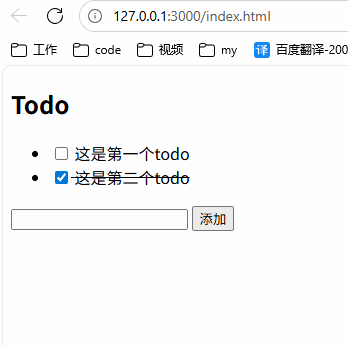 127.0.0.1:3000/index.html
工作 code 视频 my 译 百度翻译-200
Todo
这是第一个todo
这是第二个todo
添加